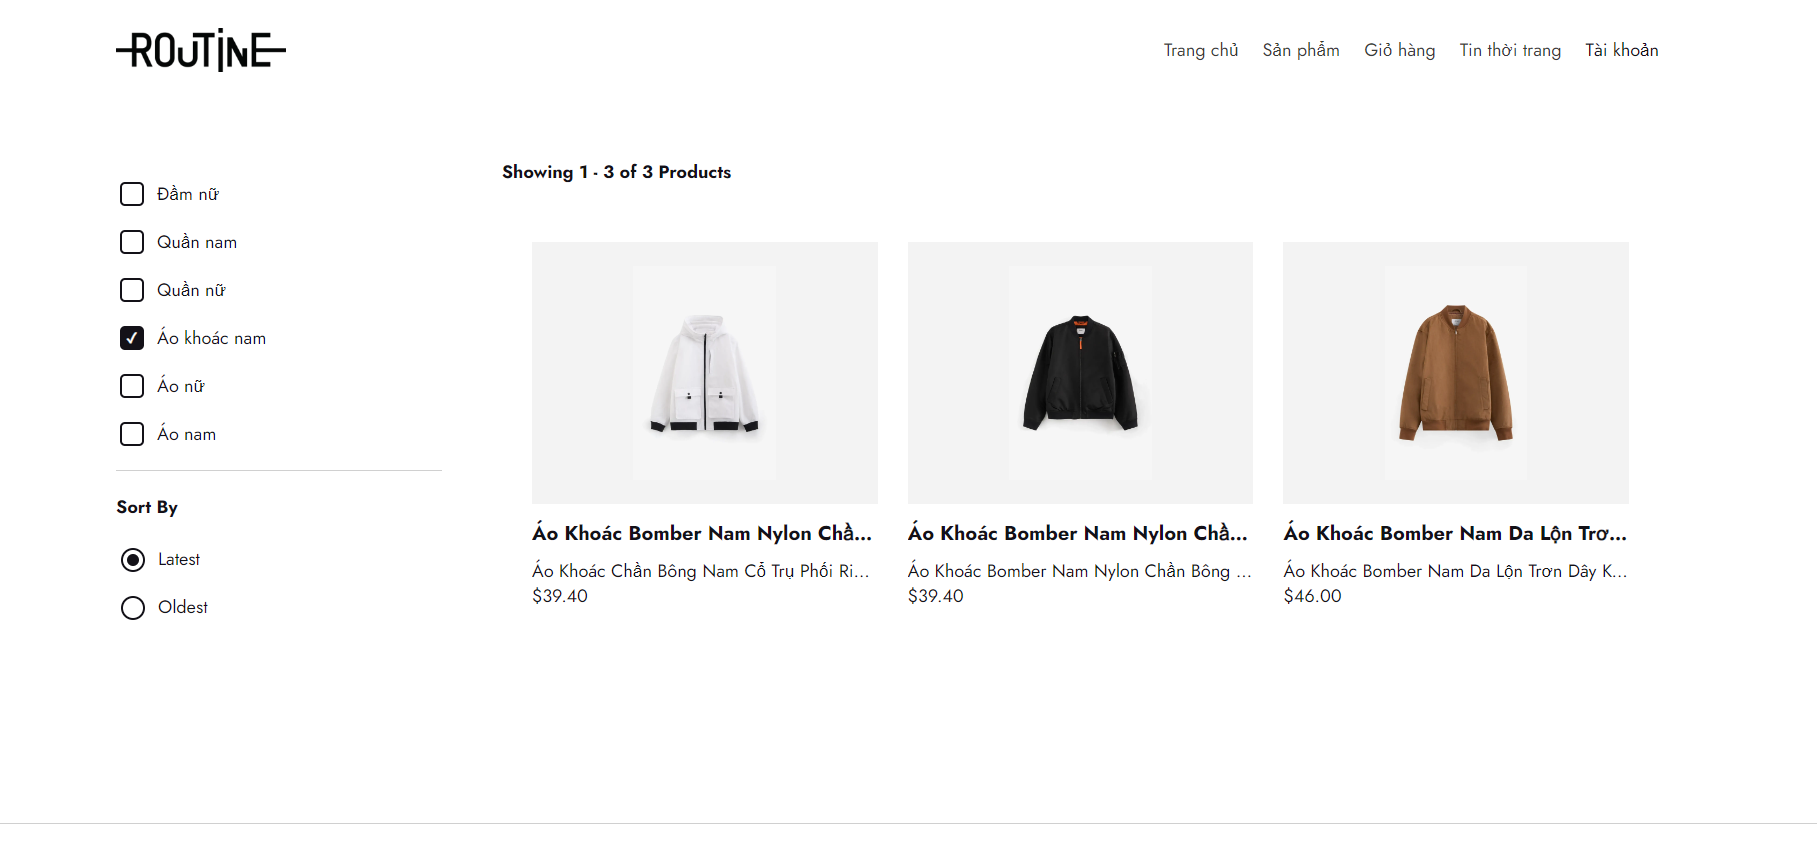 ROUTINE
Trang chủ Sản phẩm Giỏ hàng Tin thời trang Tài khoản
Đầm nữ
Quần nam
Quần nữ
Áo khoác nam
Áo nữ
Áo nam
Sort By
Latest
Oldest
Showing 1 - 3 of 3 Products
Áo Khoác Bomber Nam Nylon Chầ...
Áo Khoác Chần Bông Nam Cổ Trụ Phối Ri...
$39.40
Áo Khoác Bomber Nam Nylon Chầ...
Áo Khoác Bomber Nam Nylon Chần Bông ...
$39.40
Áo Khoác Bomber Nam Da Lộn Trơ...
Áo Khoác Bomber Nam Da Lộn Trơn Dây K...
$46.00